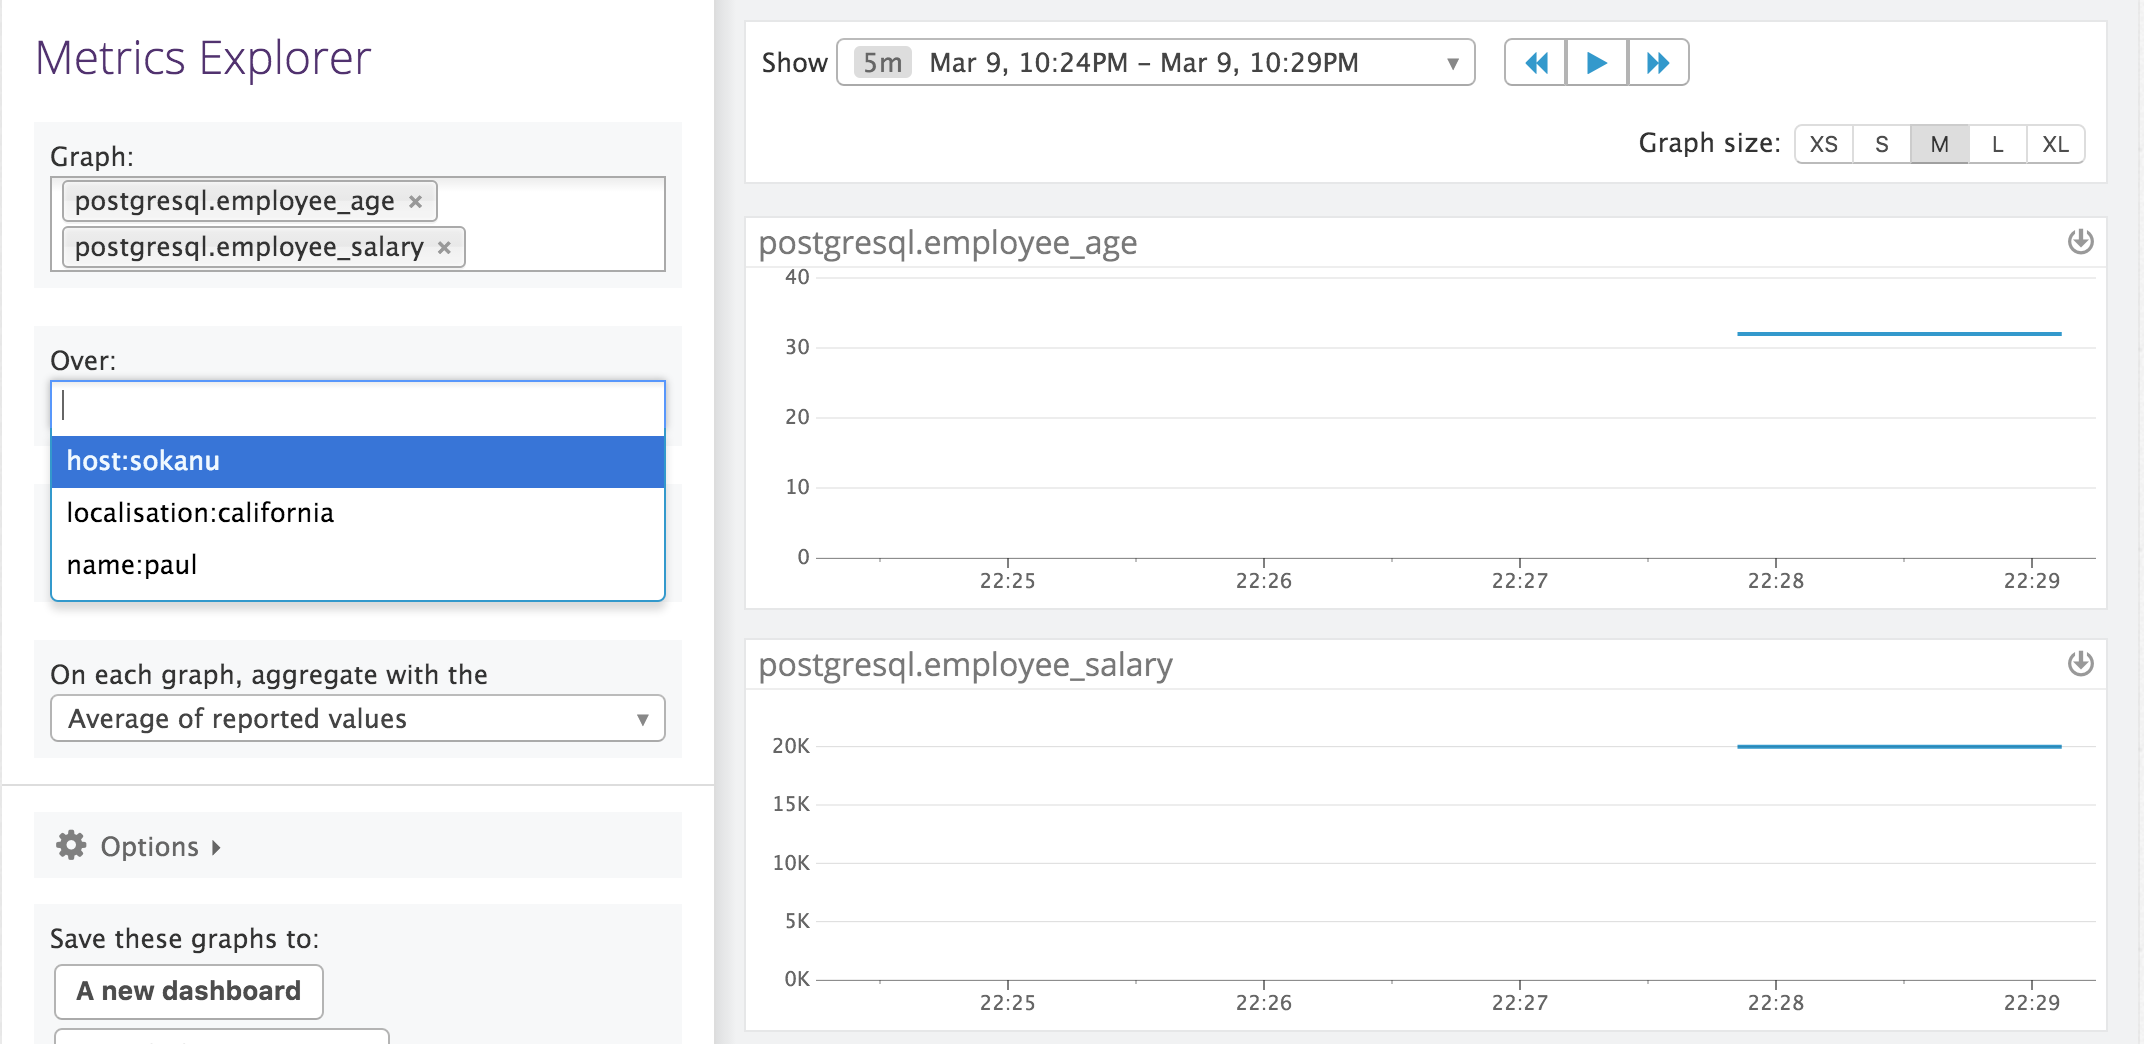 Metrics Explorer
Graph:
postgresql.employee_age ×
postgresql.employee_salary ×
Over:
host:sokanu
localisation:california
name:paul
On each graph, aggregate with the
Average of reported values
Options
Save these graphs to:
A new dashboard
Show 5m Mar 9, 10:24PM – Mar 9, 10:29PM
Graph size: XS S M L XL
postgresql.employee_age
40
30
20
10
0
22:25 22:26 22:27 22:28 22:29
postgresql.employee_salary
20K
15K
10K
5K
0K
22:25 22:26 22:27 22:28 22:29